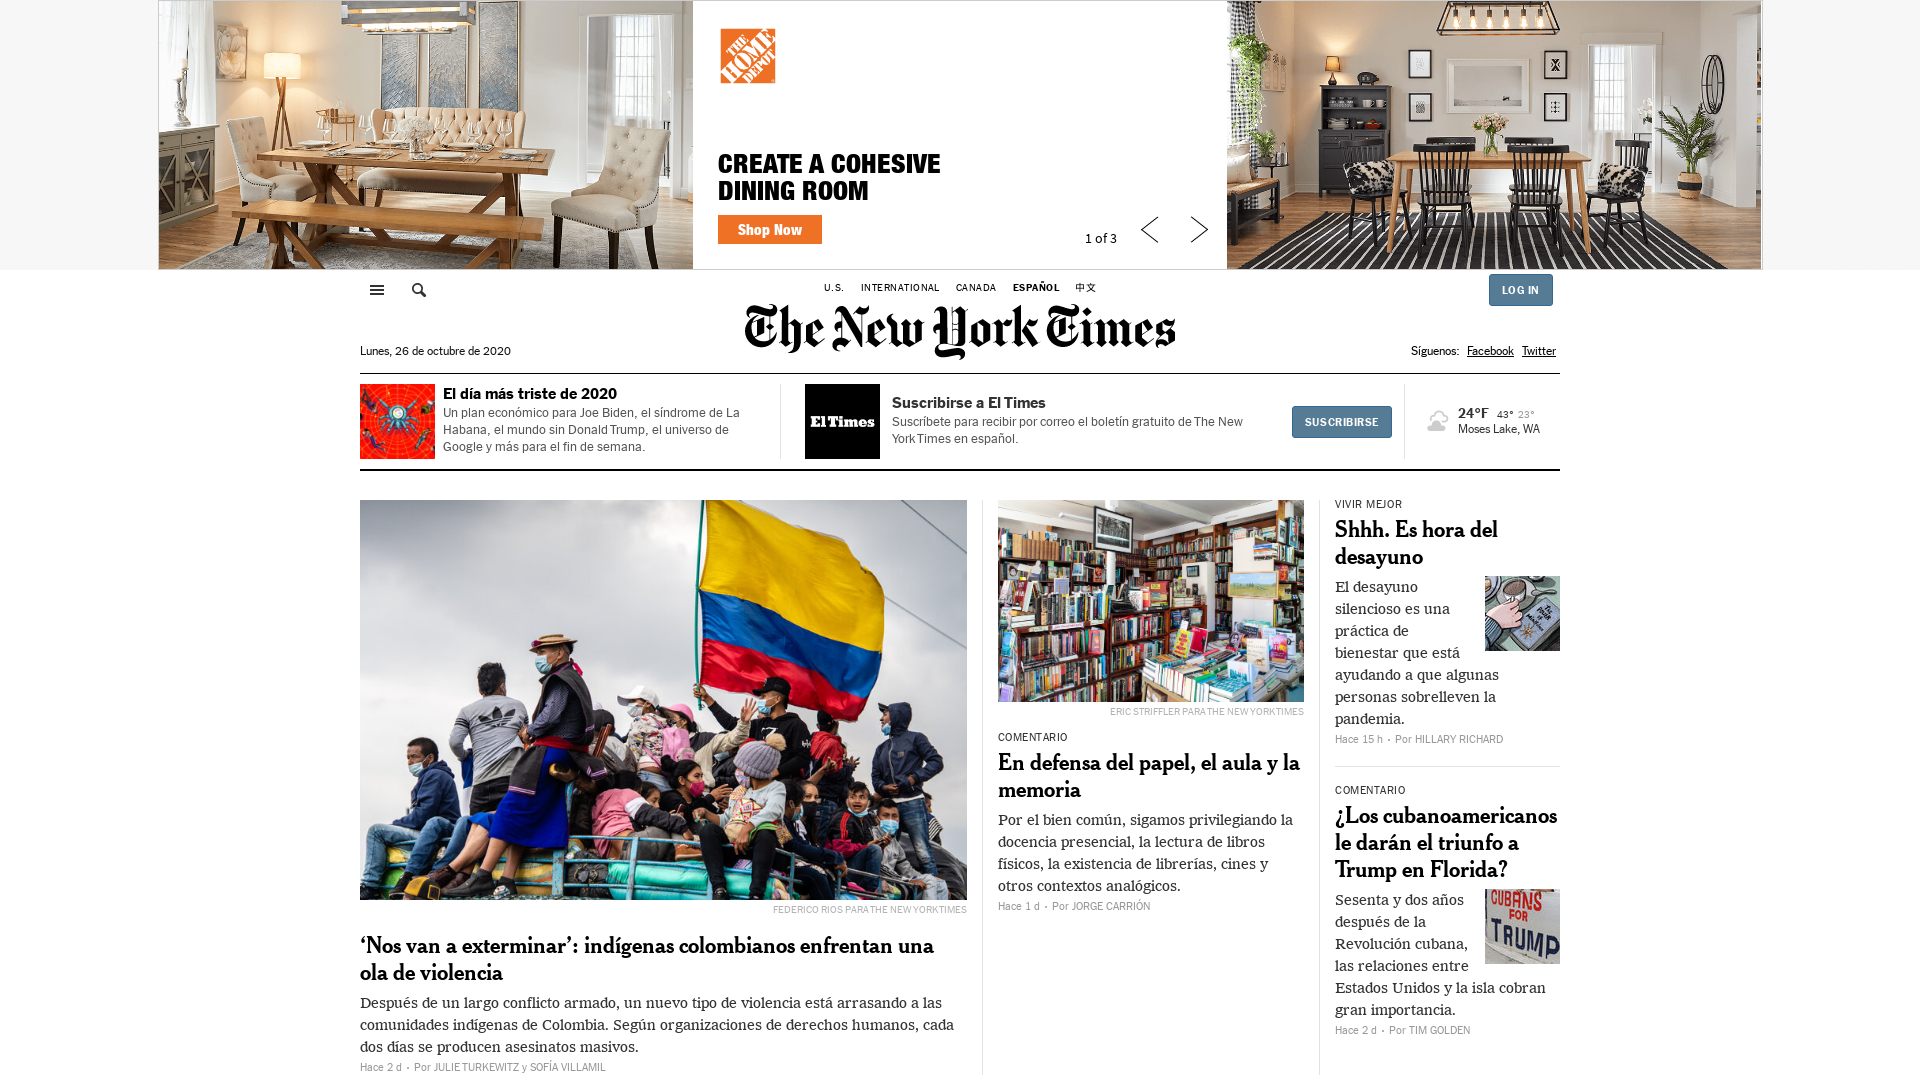 THE HOME DEPOT
CREATE A COHESIVE
DINING ROOM
Shop Now
1 of 3
U.S. INTERNATIONAL CANADA ESPAÑOL 中文
LOG IN
The New York Times
Lunes, 26 de octubre de 2020
Síguenos: Facebook Twitter
El día más triste de 2020
Un plan económico para Joe Biden, el síndrome de La
Habana, el mundo sin Donald Trump, el universo de
Google y más para el fin de semana.
El Times
Suscribirse a El Times
Suscríbete para recibir por correo el boletín gratuito de The New
York Times en español.
SUSCRIBIRSE
24°F 43° 23°
Moses Lake, WA
FEDERICO RIOS PARA THE NEW YORK TIMES
‘Nos van a exterminar’: indígenas colombianos enfrentan una
ola de violencia
Después de un largo conflicto armado, un nuevo tipo de violencia está arrasando a las
comunidades indígenas de Colombia. Según organizaciones de derechos humanos, cada
dos días se producen asesinatos masivos.
Hace 2 d • Por JULIE TURKEWITZ y SOFÍA VILLAMIL
ERIC STRIFFLER PARA THE NEW YORK TIMES
COMENTARIO
En defensa del papel, el aula y la
memoria
Por el bien común, sigamos privilegiando la
docencia presencial, la lectura de libros
físicos, la existencia de librerías, cines y
otros contextos analógicos.
Hace 1 d • Por JORGE CARRIÓN
VIVIR MEJOR
Shhh. Es hora del
desayuno
El desayuno
silencioso es una
práctica de
bienestar que está
ayudando a que algunas
personas sobrelleven la
pandemia.
Hace 15 h • Por HILLARY RICHARD
COMENTARIO
¿Los cubanoamericanos
le darán el triunfo a
Trump en Florida?
Sesenta y dos años
después de la
Revolución cubana,
las relaciones entre
Estados Unidos y la isla cobran
gran importancia.
CUBANS
FOR
TRUMP
Hace 2 d • Por TIM GOLDEN